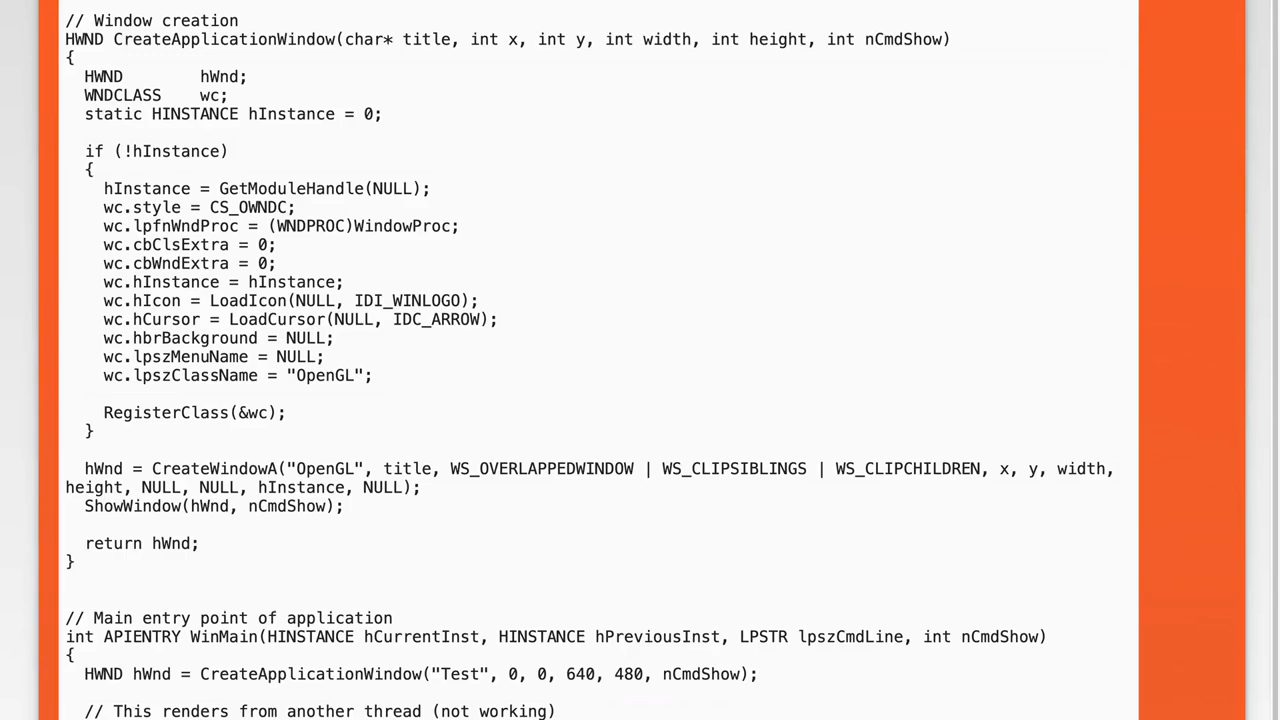 // Window creation
HWND CreateApplicationWindow(char* title, int x, int y, int width, int height, int nCmdShow)
{
  HWND        hWnd;
  WNDCLASS    wc;
  static HINSTANCE hInstance = 0;

  if (!hInstance)
  {
    hInstance = GetModuleHandle(NULL);
    wc.style = CS_OWNDC;
    wc.lpfnWndProc = (WNDPROC)WindowProc;
    wc.cbClsExtra = 0;
    wc.cbWndExtra = 0;
    wc.hInstance = hInstance;
    wc.hIcon = LoadIcon(NULL, IDI_WINLOGO);
    wc.hCursor = LoadCursor(NULL, IDC_ARROW);
    wc.hbrBackground = NULL;
    wc.lpszMenuName = NULL;
    wc.lpszClassName = "OpenGL";

    RegisterClass(&wc);
  }

  hWnd = CreateWindowA("OpenGL", title, WS_OVERLAPPEDWINDOW | WS_CLIPSIBLINGS | WS_CLIPCHILDREN, x, y, width,
height, NULL, NULL, hInstance, NULL);
  ShowWindow(hWnd, nCmdShow);

  return hWnd;
}

// Main entry point of application
int APIENTRY WinMain(HINSTANCE hCurrentInst, HINSTANCE hPreviousInst, LPSTR lpszCmdLine, int nCmdShow)
{
  HWND hWnd = CreateApplicationWindow("Test", 0, 0, 640, 480, nCmdShow);

  // This renders from another thread (not working)